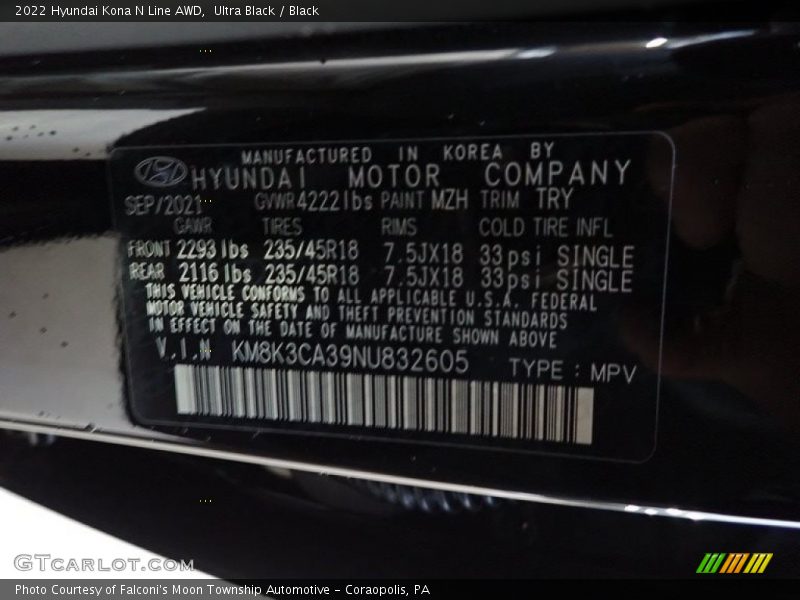 2022 Hyundai Kona N Line AWD, Ultra Black / Black
MANUFACTURED IN KOREA BY
HYUNDAI MOTOR COMPANY
SEP/2021 GVWR 4222 lbs PAINT MZH TRIM TRY
GAWR TIRES RIMS COLD TIRE INFL
FRONT 2293 lbs 235/45R18 7.5JX18 33 psi SINGLE
REAR 2116 lbs 235/45R18 7.5JX18 33 psi SINGLE
THIS VEHICLE CONFORMS TO ALL APPLICABLE U.S.A. FEDERAL
MOTOR VEHICLE SAFETY AND THEFT PREVENTION STANDARDS
IN EFFECT ON THE DATE OF MANUFACTURE SHOWN ABOVE
V.I.N KM8K3CA39NU832605 TYPE : MPV
GTCARLOT.COM
Photo Courtesy of Falconi's Moon Township Automotive - Coraopolis, PA